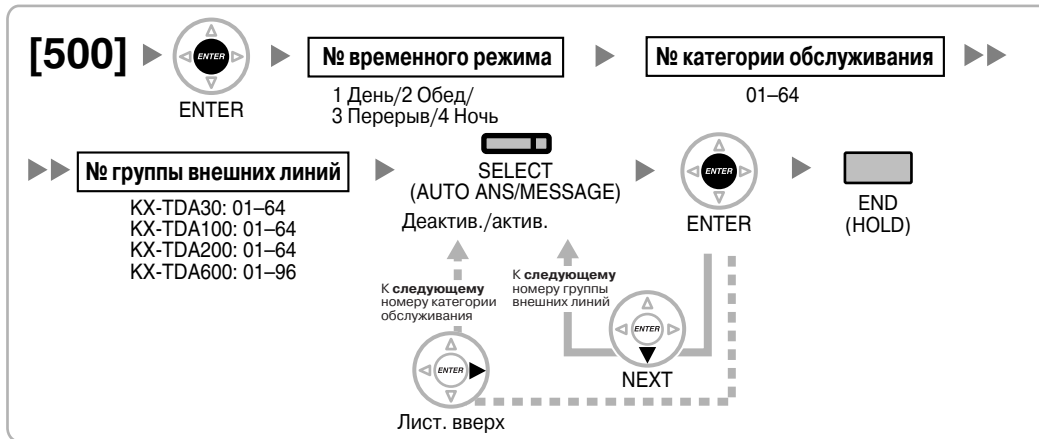 [500]
ENTER
ENTER
№ временного режима
1 День/2 Обед/
3 Перерыв/4 Ночь
№ категории обслуживания
01–64
№ группы внешних линий
KX-TDA30: 01–64
KX-TDA100: 01–64
KX-TDA200: 01–64
KX-TDA600: 01–96
SELECT
(AUTO ANS/MESSAGE)
Деактив./актив.
ENTER
ENTER
END
(HOLD)
К следующему
номеру категории
обслуживания
К следующему
номеру группы
внешних линий
ENTER
NEXT
ENTER
Лист. вверх